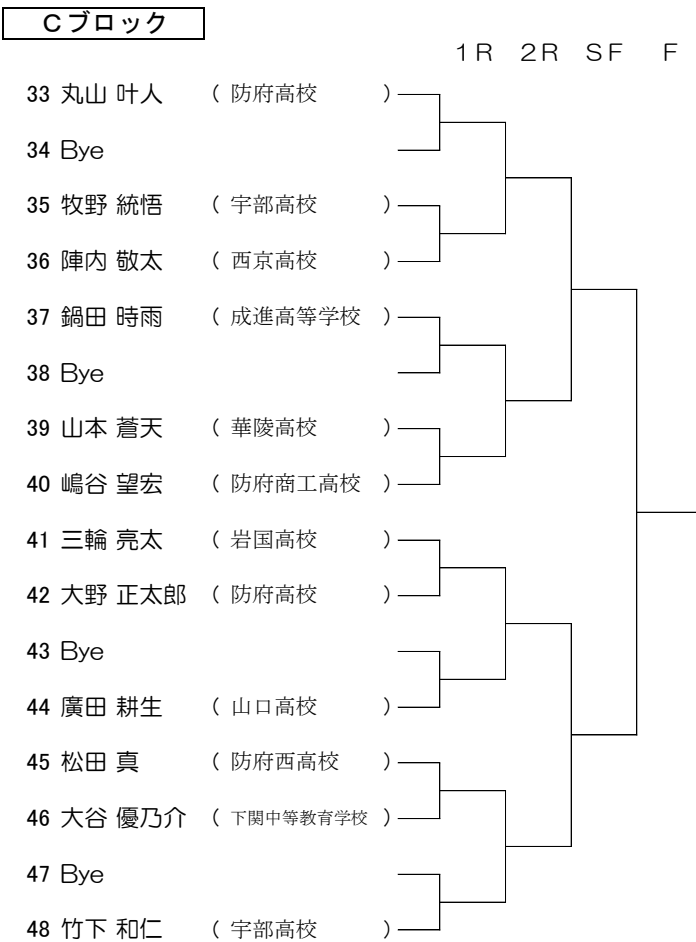 Cブロック
1R 2R SF F
33 丸山 叶人 ( 防府高校 )
34 Bye
35 牧野 統悟 ( 宇部高校 )
36 陣内 敬太 ( 西京高校 )
37 鍋田 時雨 ( 成進高等学校 )
38 Bye
39 山本 蒼天 ( 華陵高校 )
40 嶋谷 望宏 ( 防府商工高校 )
41 三輪 亮太 ( 岩国高校 )
42 大野 正太郎 ( 防府高校 )
43 Bye
44 廣田 耕生 ( 山口高校 )
45 松田 真 ( 防府西高校 )
46 大谷 優乃介 ( 下関中等教育学校 )
47 Bye
48 竹下 和仁 ( 宇部高校 )